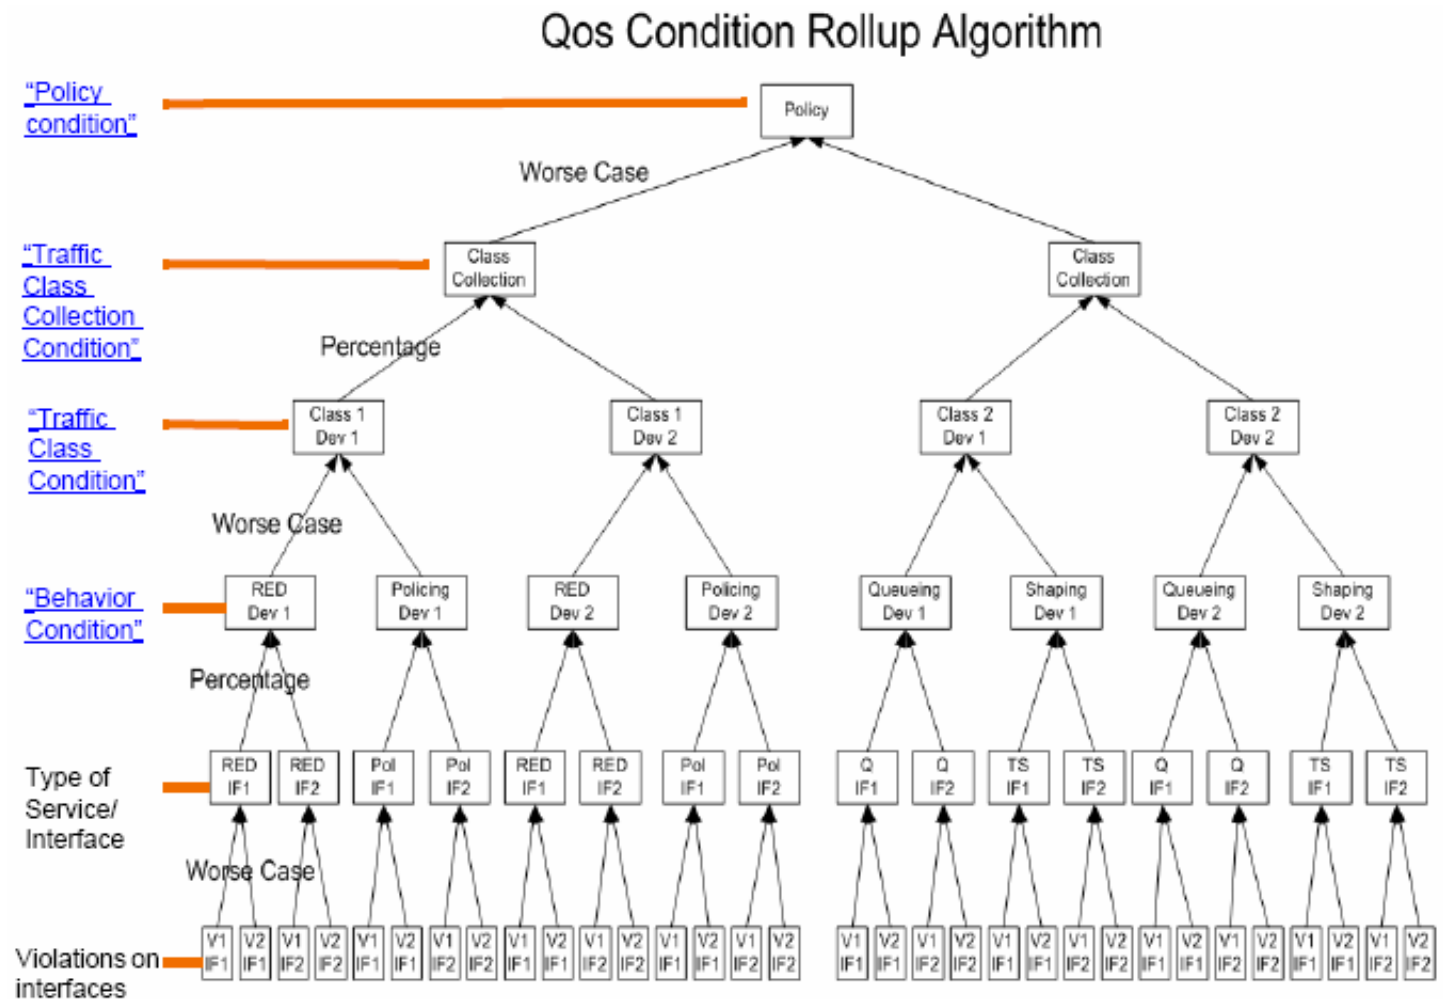 Qos Condition Rollup Algorithm
“Policy
condition”
Policy
Worse Case
“Traffic
Class
Collection
Condition”
Class
Collection
Class
Collection
Percentage
“Traffic
Class
Condition”
Class 1
Dev 1
Class 1
Dev 2
Class 2
Dev 1
Class 2
Dev 2
Worse Case
“Behavior
Condition”
RED
Dev 1
Policing
Dev 1
RED
Dev 2
Policing
Dev 2
Queueing
Dev 1
Shaping
Dev 1
Queueing
Dev 2
Shaping
Dev 2
Percentage
Type of
Service/
Interface
RED
IF1
RED
IF2
Pol
IF1
Pol
IF2
RED
IF1
RED
IF2
Pol
IF1
Pol
IF2
Q
IF1
Q
IF2
TS
IF1
TS
IF2
Q
IF1
Q
IF2
TS
IF1
TS
IF2
Worse Case
Violations on
interfaces
V1
IF1
V2
IF1
V1
IF2
V2
IF2
V1
IF1
V2
IF1
V1
IF2
V2
IF2
V1
IF1
V2
IF1
V1
IF2
V2
IF2
V1
IF1
V2
IF1
V1
IF2
V2
IF2
V1
IF1
V2
IF1
V1
IF2
V2
IF2
V1
IF1
V2
IF1
V1
IF2
V2
IF2
V1
IF1
V2
IF1
V1
IF2
V2
IF2
V1
IF1
V2
IF1
V1
IF2
V2
IF2